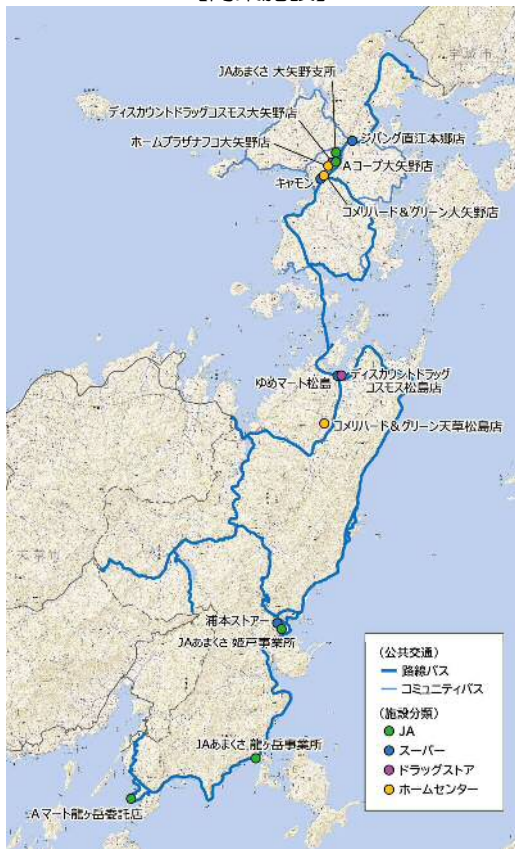 宇城市
JAあまくさ 大矢野支所
ディスカウントドラッグコスモス大矢野店
ホームプラザナフコ大矢野店
ジパング直江本郷店
Aコープ大矢野店
キャモン
コメリハード&グリーン大矢野店
ゆめマート松島
ディスカウントドラッグ
コスモス松島店
コメリハード&グリーン天草松島店
天草市
浦本ストアー
JAあまくさ 姫戸事業所
JAあまくさ 龍ヶ岳事業所
Aマート龍ヶ岳委託店
(公共交通)
路線バス
コミュニティバス
(施設分類)
JA
スーパー
ドラッグストア
ホームセンター